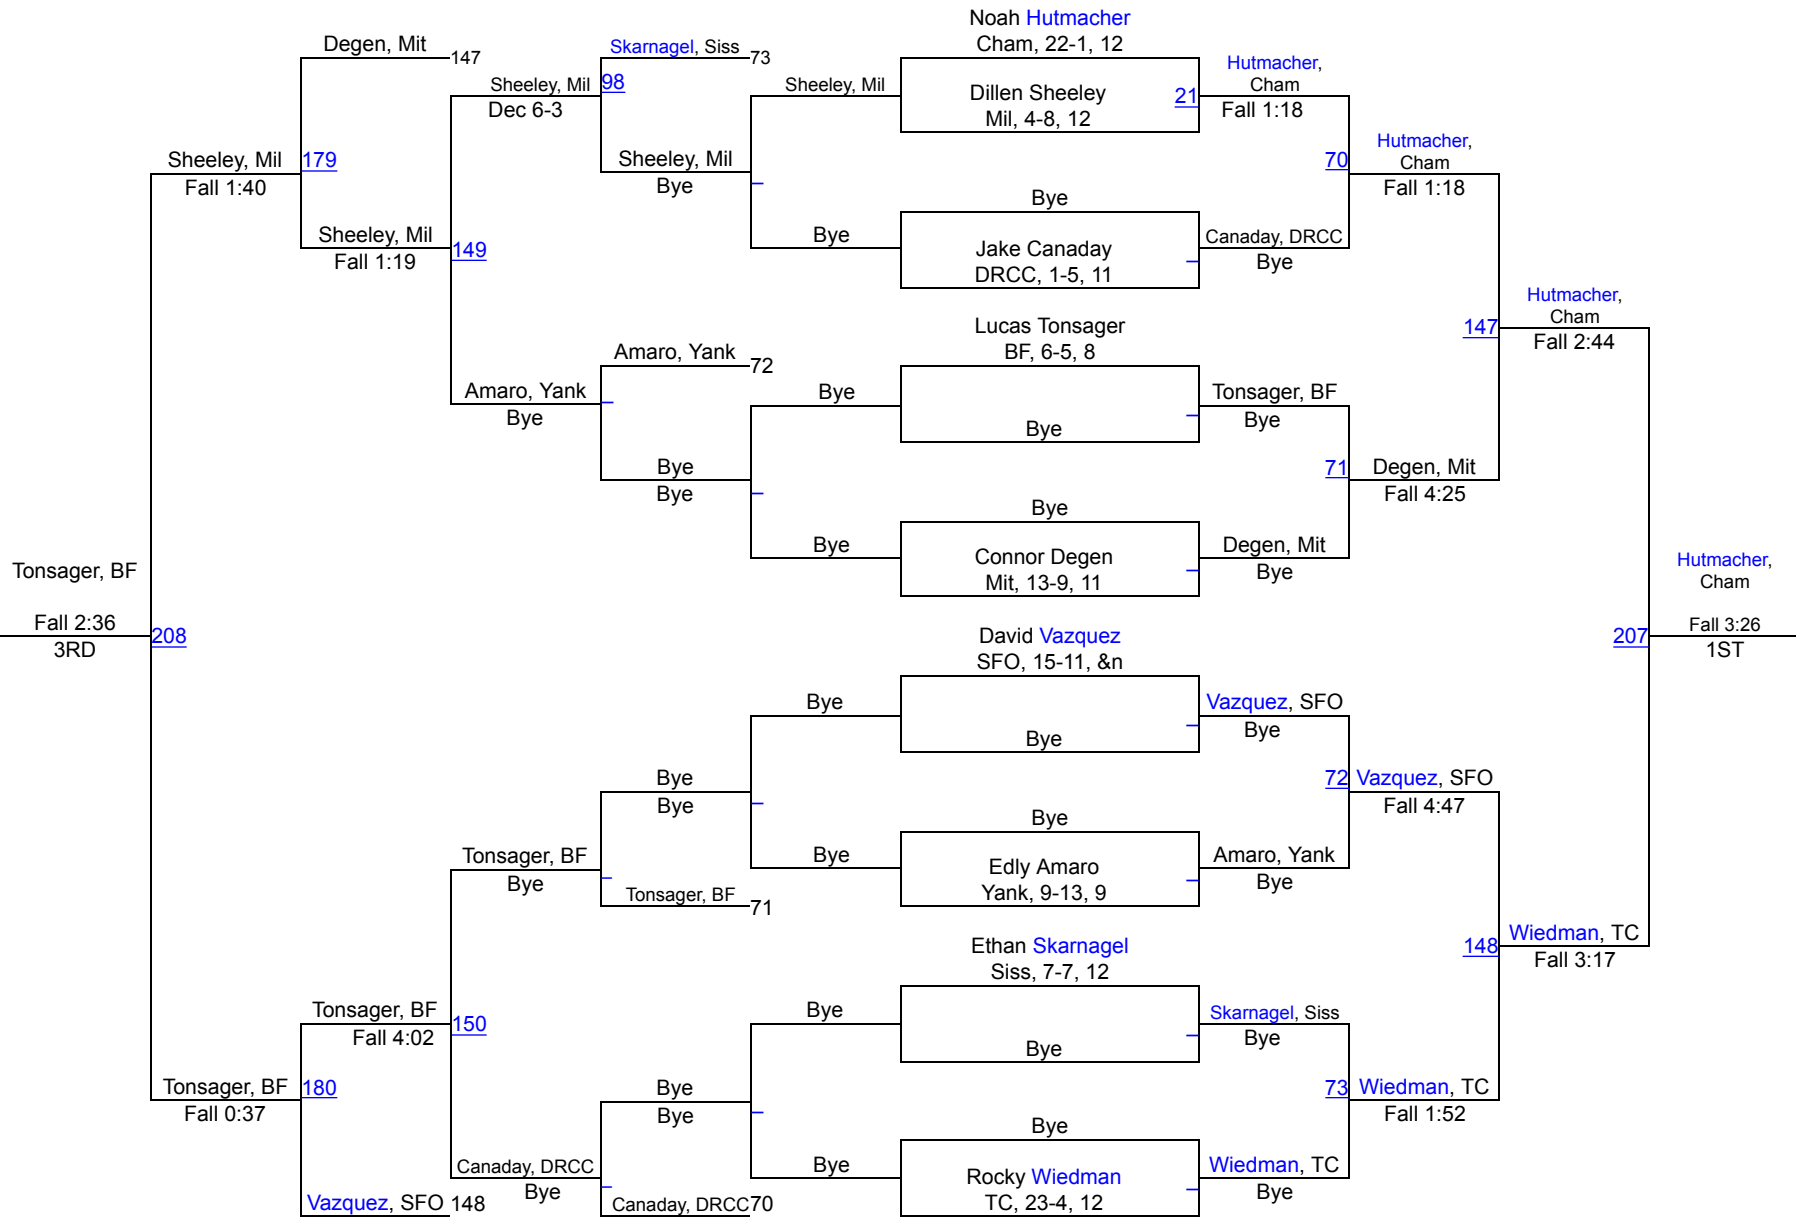 Noah Hutmacher
Cham, 22-1, 12
Degen, Mit
147
Skarnagel, Siss
73
Sheeley, Mil
98
Dec 6-3
Sheeley, Mil
Dillen Sheeley
Mil, 4-8, 12
21
Hutmacher,
Cham
Fall 1:18
Sheeley, Mil
179
Fall 1:40
Sheeley, Mil
Bye
70
Hutmacher,
Cham
Fall 1:18
Bye
Sheeley, Mil
149
Fall 1:19
Bye
Jake Canaday
DRCC, 1-5, 11
Canaday, DRCC
Bye
147
Hutmacher,
Cham
Fall 2:44
Lucas Tonsager
BF, 6-5, 8
Amaro, Yank
72
Amaro, Yank
Bye
Bye
Bye
Tonsager, BF
Bye
Bye
Bye
71
Degen, Mit
Fall 4:25
Bye
Bye
Connor Degen
Mit, 13-9, 11
Degen, Mit
Bye
Tonsager, BF
Fall 2:36
3RD
208
Hutmacher,
Cham
207
Fall 3:26
1ST
David Vazquez
SFO, 15-11, &n
Bye
Bye
Vazquez, SFO
Bye
Bye
Bye
72
Vazquez, SFO
Fall 4:47
Bye
Tonsager, BF
Bye
Bye
Edly Amaro
Yank, 9-13, 9
Amaro, Yank
Bye
Tonsager, BF
71
148
Wiedman, TC
Fall 3:17
Ethan Skarnagel
Siss, 7-7, 12
Tonsager, BF
150
Fall 4:02
Bye
Bye
Skarnagel, Siss
Bye
Tonsager, BF
180
Fall 0:37
Bye
Bye
73
Wiedman, TC
Fall 1:52
Bye
Canaday, DRCC
Bye
Bye
Rocky Wiedman
TC, 23-4, 12
Wiedman, TC
Bye
Vazquez, SFO
148
Canaday, DRCC
70